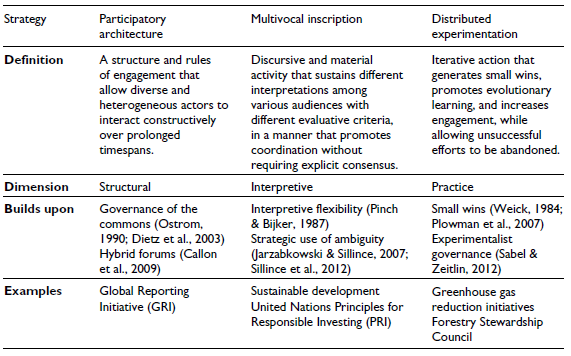 Strategy Participatory architecture Multivocal inscription Distributed experimentation
Definition
A structure and rules
of engagement that
allow diverse and
heterogeneous actors to
interact constructively
over prolonged
timespans.
Discursive and material
activity that sustains different
interpretations among
various audiences with
different evaluative criteria,
in a manner that promotes
coordination without
requiring explicit consensus.
Iterative action that
generates small wins,
promotes evolutionary
learning, and increases
engagement, while
allowing unsuccessful
efforts to be abandoned.
Dimension Structural Interpretive Practice
Builds upon
Governance of the
commons (Ostrom,
1990; Dietz et al., 2003)
Hybrid forums (Callon
et al., 2009)
Interpretive flexibility (Pinch
& Bijker, 1987)
Strategic use of ambiguity
(Jarzabkowski & Sillince, 2007;
Sillince et al., 2012)
Small wins (Weick, 1984;
Plowman et al., 2007)
Experimentalist
governance (Sabel &
Zeitlin, 2012)
Examples
Global Reporting
Initiative (GRI)
Sustainable development
United Nations Principles for
Responsible Investing (PRI)
Greenhouse gas
reduction initiatives
Forestry Stewardship
Council